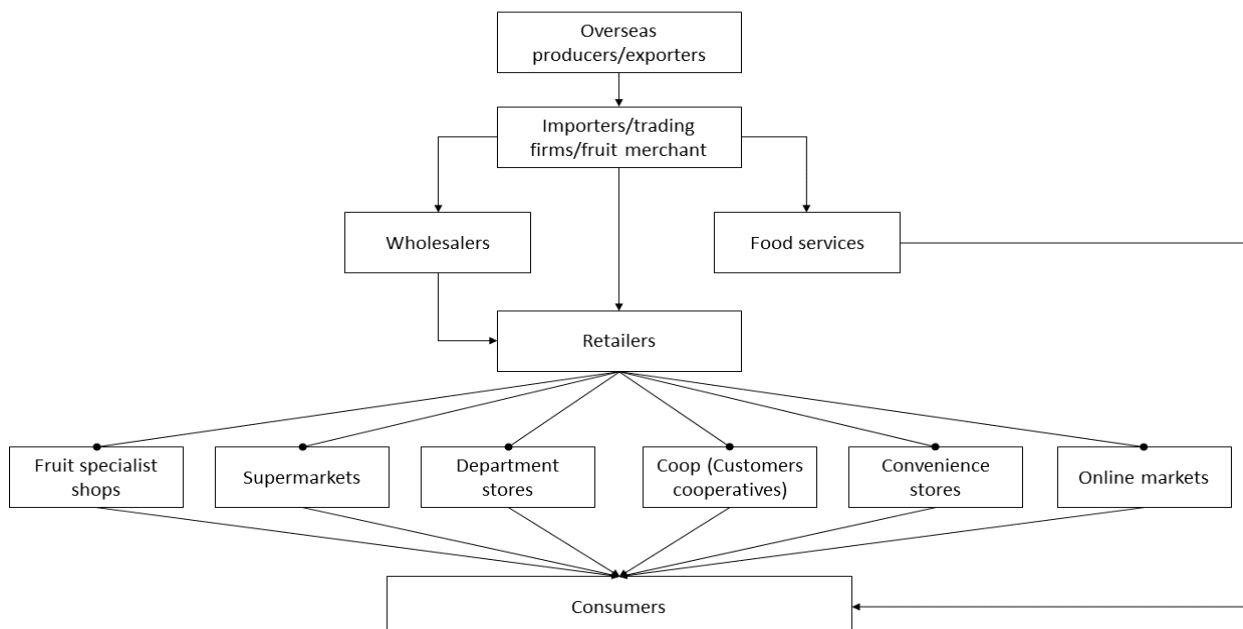 Overseas
producers/exporters
Importers/trading
firms/fruit merchant
Wholesalers
Food services
Retailers
Fruit specialist
shops
Supermarkets
Department
stores
Coop (Customers
cooperatives)
Convenience
stores
Online markets
Consumers